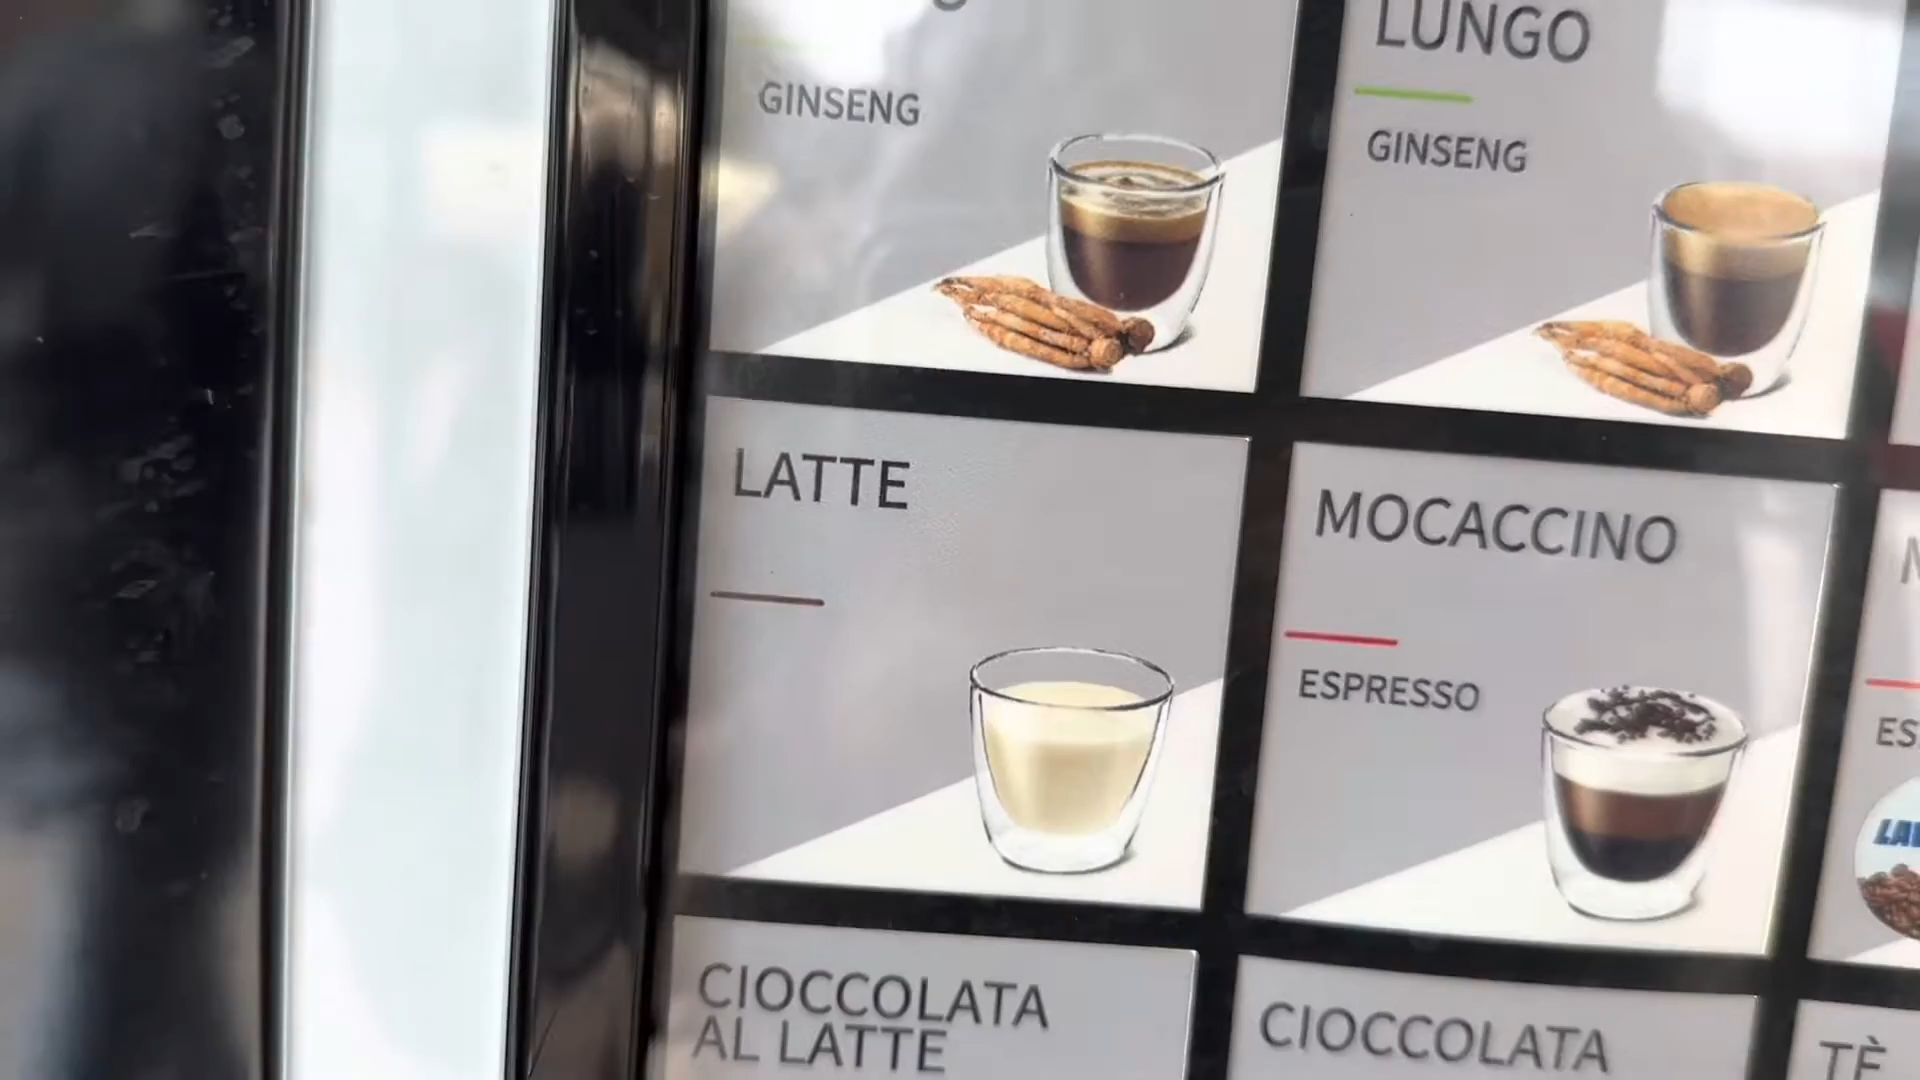 LUNGO
GINSENG
GINSENG
LATTE
MOCACCINO
ESPRESSO
CIOCCOLATA
AL LATTE
CIOCCOLATA
TÈ